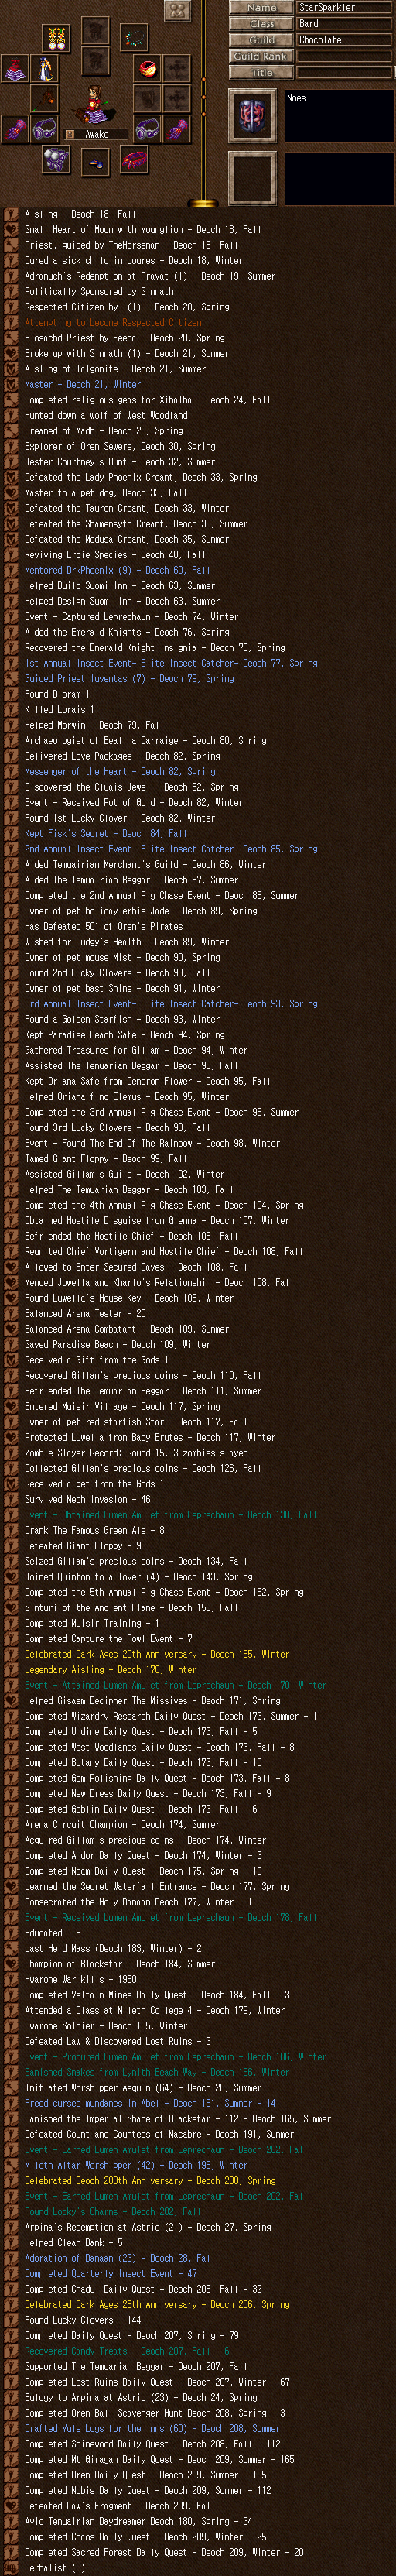 Name StarSparkler
Class Bard
Guild Chocolate
Guild Rank
Title
Awake
Noes
Aisling - Deoch 18, Fall
Small Heart of Moon with Younglion - Deoch 18, Fall
Priest, guided by TheHorseman - Deoch 18, Fall
Cured a sick child in Loures - Deoch 18, Winter
Adranuch's Redemption at Pravat (1) - Deoch 19, Summer
Politically Sponsored by Sinnath
Respected Citizen by  (1) - Deoch 20, Spring
Attempting to become Respected Citizen
Fiosachd Priest by Feena - Deoch 20, Spring
Broke up with Sinnath (1) - Deoch 21, Summer
Aisling of Talgonite - Deoch 21, Summer
Master - Deoch 21, Winter
Completed religious geas for Xibalba - Deoch 24, Fall
Hunted down a wolf of West Woodland
Dreamed of Madb - Deoch 28, Spring
Explorer of Oren Sewers, Deoch 30, Spring
Jester Courtney's Hunt - Deoch 32, Summer
Defeated the Lady Phoenix Creant, Deoch 33, Spring
Master to a pet dog, Deoch 33, Fall
Defeated the Tauren Creant, Deoch 33, Winter
Defeated the Shamensyth Creant, Deoch 35, Summer
Defeated the Medusa Creant, Deoch 35, Summer
Reviving Erbie Species - Deoch 48, Fall
Mentored DrkPhoenix (9) - Deoch 60, Fall
Helped Build Suomi Inn - Deoch 63, Summer
Helped Design Suomi Inn - Deoch 63, Summer
Event - Captured Leprechaun - Deoch 74, Winter
Aided the Emerald Knights - Deoch 76, Spring
Recovered the Emerald Knight Insignia - Deoch 76, Spring
1st Annual Insect Event- Elite Insect Catcher- Deoch 77, Spring
Guided Priest Iuventas (7) - Deoch 79, Spring
Found Dioram 1
Killed Lorais 1
Helped Morwin - Deoch 79, Fall
Archaeologist of Beal na Carraige - Deoch 80, Spring
Delivered Love Packages - Deoch 82, Spring
Messenger of the Heart - Deoch 82, Spring
Discovered the Cluais Jewel - Deoch 82, Spring
Event - Received Pot of Gold - Deoch 82, Winter
Found 1st Lucky Clover - Deoch 82, Winter
Kept Fisk's Secret - Deoch 84, Fall
2nd Annual Insect Event- Elite Insect Catcher- Deoch 85, Spring
Aided Temuairian Merchant's Guild - Deoch 86, Winter
Aided The Temuairian Beggar - Deoch 87, Summer
Completed the 2nd Annual Pig Chase Event - Deoch 88, Summer
Owner of pet holiday erbie Jade - Deoch 89, Spring
Has Defeated 501 of Oren's Pirates
Wished for Pudgy's Health - Deoch 89, Winter
Owner of pet mouse Mist - Deoch 90, Spring
Found 2nd Lucky Clovers - Deoch 90, Fall
Owner of pet bast Shine - Deoch 91, Winter
3rd Annual Insect Event- Elite Insect Catcher- Deoch 93, Spring
Found a Golden Starfish - Deoch 93, Winter
Kept Paradise Beach Safe - Deoch 94, Spring
Gathered Treasures for Gillam - Deoch 94, Winter
Assisted The Temuairian Beggar - Deoch 95, Fall
Kept Oriana Safe from Dendron Flower - Deoch 95, Fall
Helped Oriana find Elemus - Deoch 95, Winter
Completed the 3rd Annual Pig Chase Event - Deoch 96, Summer
Found 3rd Lucky Clovers - Deoch 98, Fall
Event - Found The End Of The Rainbow - Deoch 98, Winter
Tamed Giant Floppy - Deoch 99, Fall
Assisted Gillam's Guild - Deoch 102, Winter
Helped The Temuarian Beggar - Deoch 103, Fall
Completed the 4th Annual Pig Chase Event - Deoch 104, Spring
Obtained Hostile Disguise from Glenna - Deoch 107, Winter
Befriended the Hostile Chief - Deoch 108, Fall
Reunited Chief Vortigern and Hostile Chief - Deoch 108, Fall
Allowed to Enter Secured Caves - Deoch 108, Fall
Mended Jowella and Kharlo's Relationship - Deoch 108, Fall
Found Luwella's House Key - Deoch 108, Winter
Balanced Arena Tester - 20
Balanced Arena Combatant - Deoch 109, Summer
Saved Paradise Beach - Deoch 109, Winter
Received a Gift from the Gods 1
Recovered Gillam's precious coins - Deoch 110, Fall
Befriended The Temuarian Beggar - Deoch 111, Summer
Entered Muisir Village - Deoch 117, Spring
Owner of pet red starfish Star - Deoch 117, Fall
Protected Luwella from Baby Brutes - Deoch 117, Winter
Zombie Slayer Record: Round 15, 3 zombies slayed
Collected Gillam's precious coins - Deoch 126, Fall
Received a pet from the Gods 1
Survived Mech Invasion - 46
Event - Obtained Lumen Amulet from Leprechaun - Deoch 130, Fall
Drank The Famous Green Ale - 8
Defeated Giant Floppy - 9
Seized Gillam's precious coins - Deoch 134, Fall
Joined Quinton to a lover (4) - Deoch 143, Spring
Completed the 5th Annual Pig Chase Event - Deoch 152, Spring
Sinturi of the Ancient Flame - Deoch 158, Fall
Completed Muisir Training - 1
Completed Capture the Fowl Event - 7
Celebrated Dark Ages 20th Anniversary - Deoch 165, Winter
Legendary Aisling - Deoch 170, Winter
Event - Attained Lumen Amulet from Leprechaun - Deoch 170, Winter
Helped Gisaem Decipher The Missives - Deoch 171, Spring
Completed Wizardry Research Daily Quest - Deoch 173, Summer - 1
Completed Undine Daily Quest - Deoch 173, Fall - 5
Completed West Woodlands Daily Quest - Deoch 173, Fall - 8
Completed Botany Daily Quest - Deoch 173, Fall - 10
Completed Gem Polishing Daily Quest - Deoch 173, Fall - 8
Completed New Dress Daily Quest - Deoch 173, Fall - 9
Completed Goblin Daily Quest - Deoch 173, Fall - 6
Arena Circuit Champion - Deoch 174, Summer
Acquired Gillam's precious coins - Deoch 174, Winter
Completed Andor Daily Quest - Deoch 174, Winter - 3
Completed Noam Daily Quest - Deoch 175, Spring - 10
Learned the Secret Waterfall Entrance - Deoch 177, Spring
Consecrated the Holy Danaan Deoch 177, Winter - 1
Event - Received Lumen Amulet from Leprechaun - Deoch 178, Fall
Educated - 6
Last Held Mass (Deoch 183, Winter) - 2
Champion of Blackstar - Deoch 184, Summer
Hwarone War kills - 1980
Completed Veltain Mines Daily Quest - Deoch 184, Fall - 3
Attended a Class at Mileth College 4 - Deoch 179, Winter
Hwarone Soldier - Deoch 185, Winter
Defeated Law & Discovered Lost Ruins - 3
Event - Procured Lumen Amulet from Leprechaun - Deoch 186, Winter
Banished Snakes from Lynith Beach Way - Deoch 186, Winter
Initiated Worshipper Aequum (64) - Deoch 20, Summer
Freed cursed mundanes in Abel - Deoch 181, Summer - 14
Banished the Imperial Shade of Blackstar - 112 - Deoch 165, Summer
Defeated Count and Countess of Macabre - Deoch 191, Summer
Event - Earned Lumen Amulet from Leprechaun - Deoch 202, Fall
Mileth Altar Worshipper (42) - Deoch 195, Winter
Celebrated Deoch 200th Anniversary - Deoch 200, Spring
Event - Earned Lumen Amulet from Leprechaun - Deoch 202, Fall
Found Locky's Charms - Deoch 202, Fall
Arpina's Redemption at Astrid (21) - Deoch 27, Spring
Helped Clean Bank - 5
Adoration of Danaan (23) - Deoch 28, Fall
Completed Quarterly Insect Event - 47
Completed Chadul Daily Quest - Deoch 205, Fall - 32
Celebrated Dark Ages 25th Anniversary - Deoch 206, Spring
Found Lucky Clovers - 144
Completed Daily Quest - Deoch 207, Spring - 79
Recovered Candy Treats - Deoch 207, Fall - 6
Supported The Temuarian Beggar - Deoch 207, Fall
Completed Lost Ruins Daily Quest - Deoch 207, Winter - 67
Eulogy to Arpina at Astrid (23) - Deoch 24, Spring
Completed Oren Ball Scavenger Hunt Deoch 208, Spring - 3
Crafted Yule Logs for the Inns (60) - Deoch 208, Summer
Completed Shinewood Daily Quest - Deoch 208, Fall - 112
Completed Mt Giragan Daily Quest - Deoch 209, Summer - 165
Completed Oren Daily Quest - Deoch 209, Summer - 105
Completed Nobis Daily Quest - Deoch 209, Summer - 112
Defeated Law's Fragment - Deoch 209, Fall
Avid Temuairian Daydreamer Deoch 180, Spring - 34
Completed Chaos Daily Quest - Deoch 209, Winter - 25
Completed Sacred Forest Daily Quest - Deoch 209, Winter - 20
Herbalist (6)